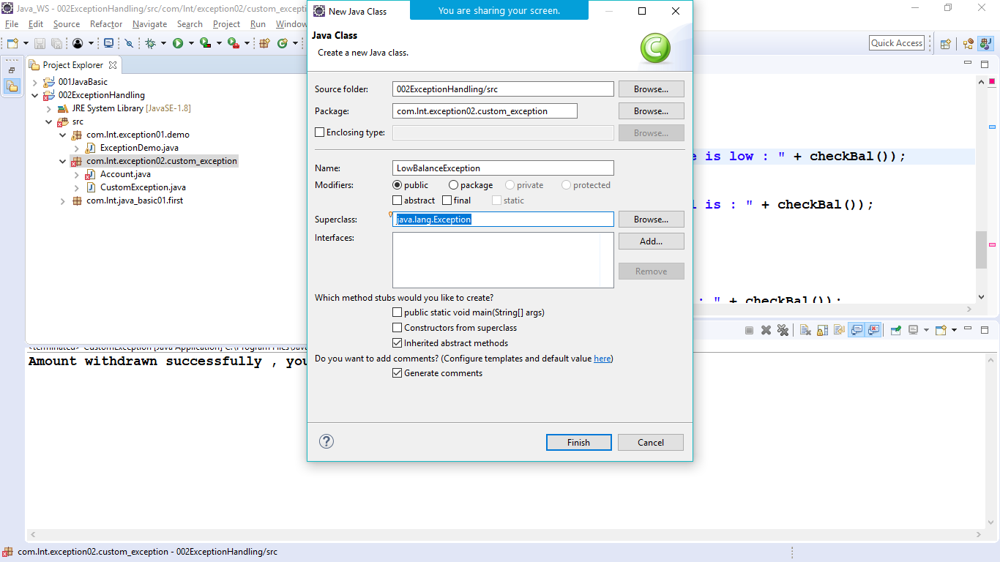 Java_WS - 002ExceptionHandling/src/com/lnt/exception02/custom_excepti
New Java Class
You are sharing your screen.
File Edit Source Refactor Navigate Search Project Run Window
Java Class
Create a new Java class.
Quick Access
Project Explorer
001JavaBasic
002ExceptionHandling
JRE System Library [JavaSE-1.8]
src
com.lnt.exception01.demo
ExceptionDemo.java
com.lnt.exception02.custom_exception
Account.java
CustomException.java
com.lnt.java_basic01.first
Source folder: 002ExceptionHandling/src Browse...
Package: com.lnt.exception02.custom_exception Browse...
Enclosing type: Browse...
Name: LowBalanceException
Modifiers: public package private protected
abstract final static
Superclass: java.lang.Exception Browse...
Interfaces: Add...
Remove
Which method stubs would you like to create?
public static void main(String[] args)
Constructors from superclass
Inherited abstract methods
Do you want to add comments? (Configure templates and default value here)
Generate comments
? Finish Cancel
e is low : " + checkBal());
l is : " + checkBal());
: " + checkBal());
<terminated> CustomException [Java Application] C:\Program Files\Java
Amount withdrawn successfully , you
com.lnt.exception02.custom_exception - 002ExceptionHandling/src